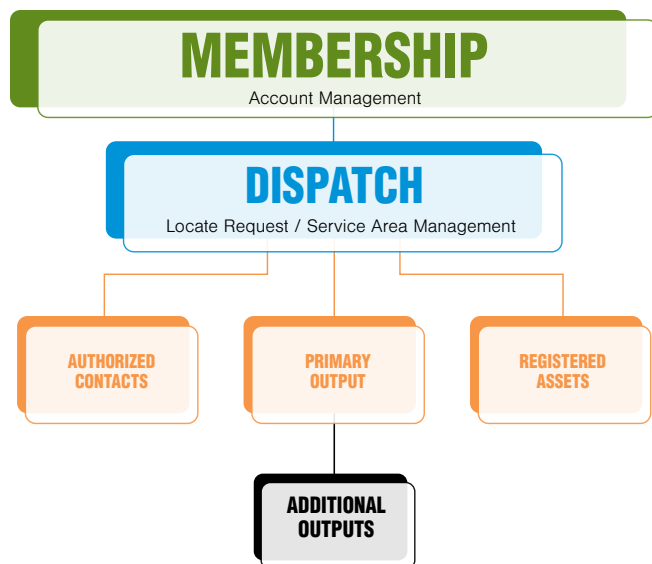 MEMBERSHIP
Account Management
DISPATCH
Locate Request / Service Area Management
AUTHORIZED
CONTACTS
PRIMARY
OUTPUT
REGISTERED
ASSETS
ADDITIONAL
OUTPUTS